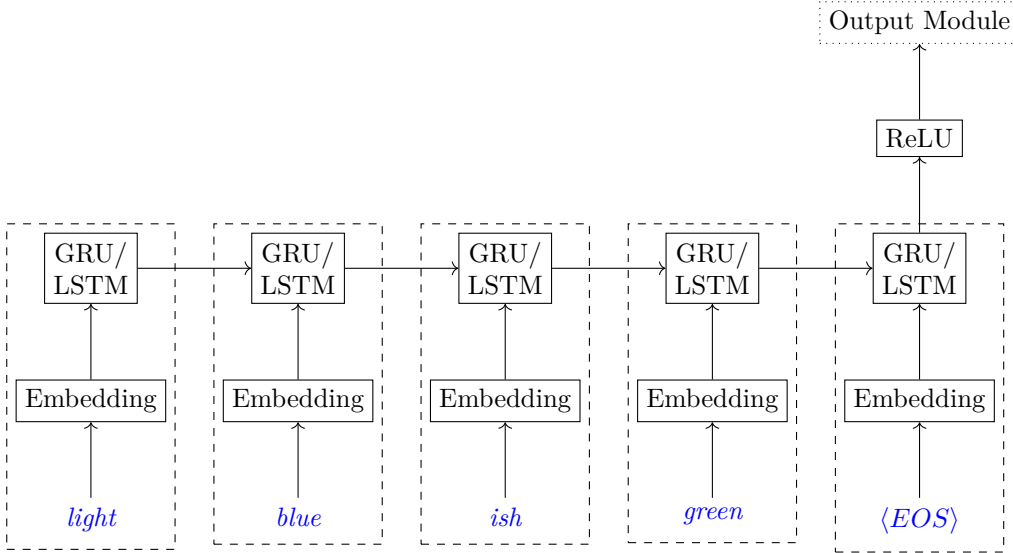 Output Module
ReLU
GRU/
LSTM
GRU/
LSTM
GRU/
LSTM
GRU/
LSTM
GRU/
LSTM
Embedding
Embedding
Embedding
Embedding
Embedding
light
blue
ish
green
⟨EOS⟩